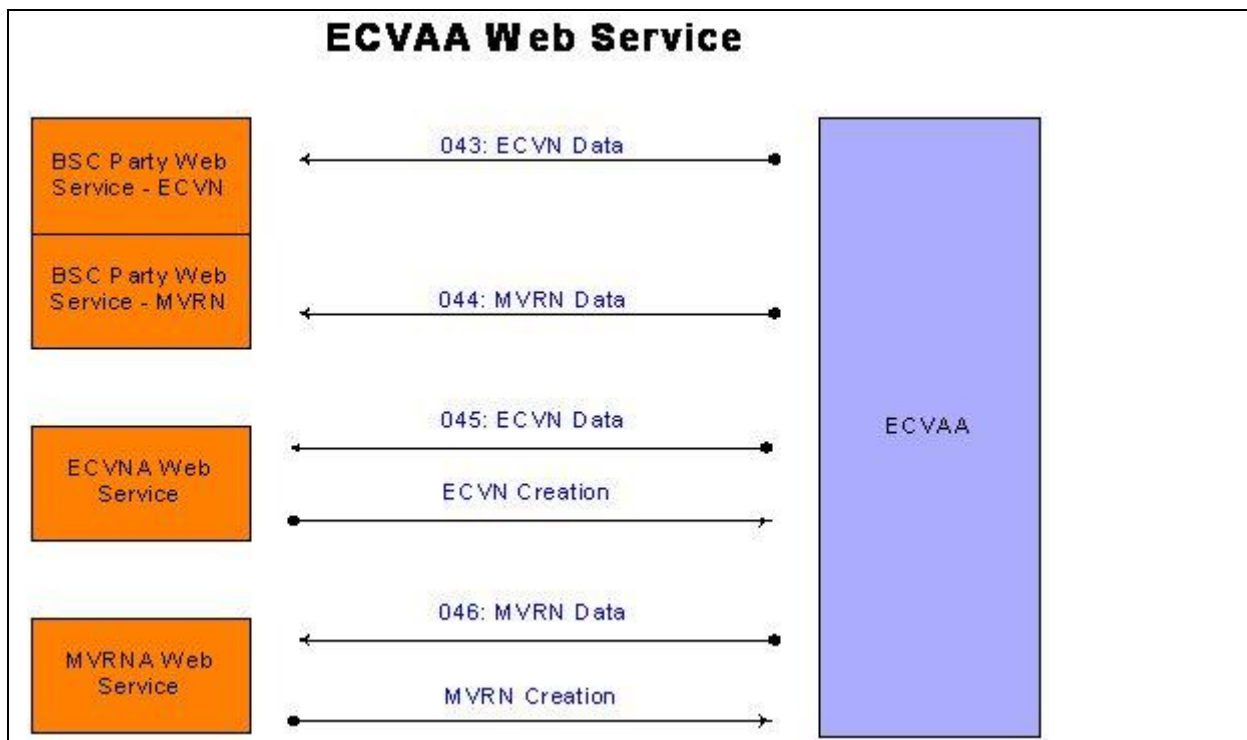 ECVAA Web Service
BSC Party Web
Service - ECVN
043: ECVN Data
BSC Party Web
Service - MVRN
044: MVRN Data
ECVAA
045: ECVN Data
ECVNA Web
Service
ECVN Creation
046: MVRN Data
MVRNA Web
Service
MVRN Creation